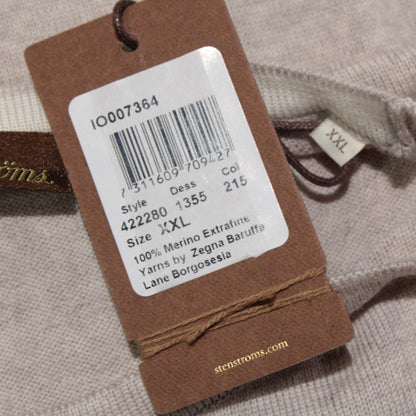 IO007364
7 311609 709427
Style Dess Col
422280 1355 215
Size XXL
100% Merino Extrafine
Yarns by Zegna Baruffa
Lane Borgosesia
stenstroms.com
XXL
öms.